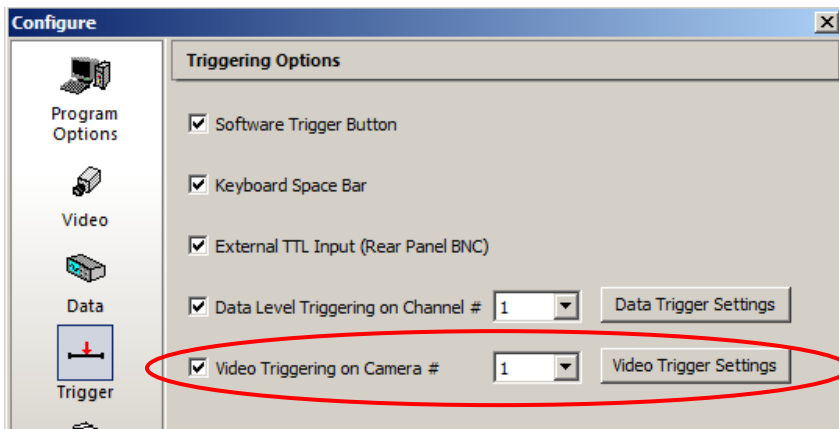 Configure
Program
Options
Video
Data
Trigger
Triggering Options
Software Trigger Button
Keyboard Space Bar
External TTL Input (Rear Panel BNC)
Data Level Triggering on Channel # 1 Data Trigger Settings
Video Triggering on Camera # 1 Video Trigger Settings